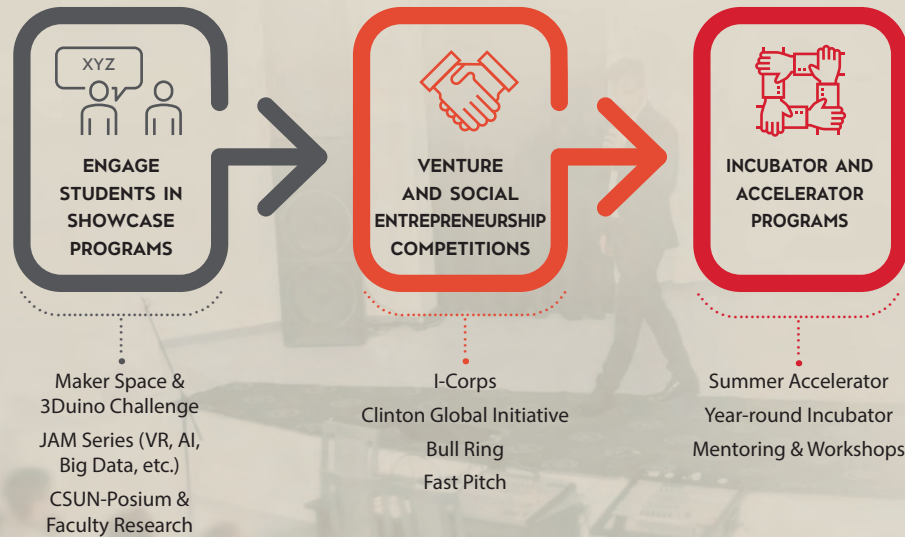 XYZ
ENGAGE
STUDENTS IN
SHOWCASE
PROGRAMS
Maker Space &
3Duino Challenge
JAM Series (VR, AI,
Big Data, etc.)
CSUN-Posium &
Faculty Research
VENTURE
AND SOCIAL
ENTREPRENEURSHIP
COMPETITIONS
I-Corps
Clinton Global Initiative
Bull Ring
Fast Pitch
INCUBATOR AND
ACCELERATOR
PROGRAMS
Summer Accelerator
Year-round Incubator
Mentoring & Workshops